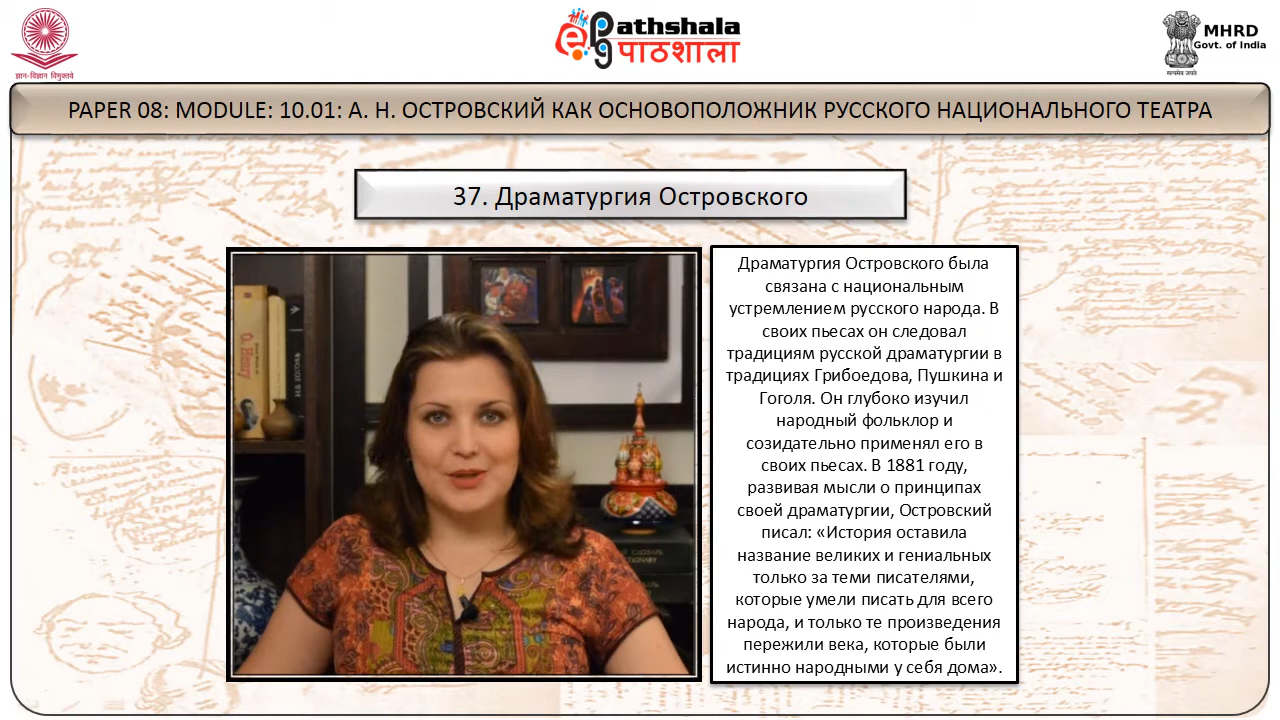 ज्ञान-विज्ञान विमुक्तये
ePg Pathshala
पाठशाला
MHRD
Govt. of India
सत्यमेव जयते
PAPER 08: MODULE: 10.01: А. Н. ОСТРОВСКИЙ КАК ОСНОВОПОЛОЖНИК РУССКОГО НАЦИОНАЛЬНОГО ТЕАТРА
37. Драматургия Островского
O. Henry
Драматургия Островского была
связана с национальным
устремлением русского народа. В
своих пьесах он следовал
традициям русской драматургии в
традициях Грибоедова, Пушкина и
Гоголя. Он глубоко изучил
народный фольклор и
созидательно применял его в
своих пьесах. В 1881 году,
развивая мысли о принципах
своей драматургии, Островский
писал: «История оставила
название великих и гениальных
только за теми писателями,
которые умели писать для всего
народа, и только те произведения
пережили века, которые были
истинно народными у себя дома».